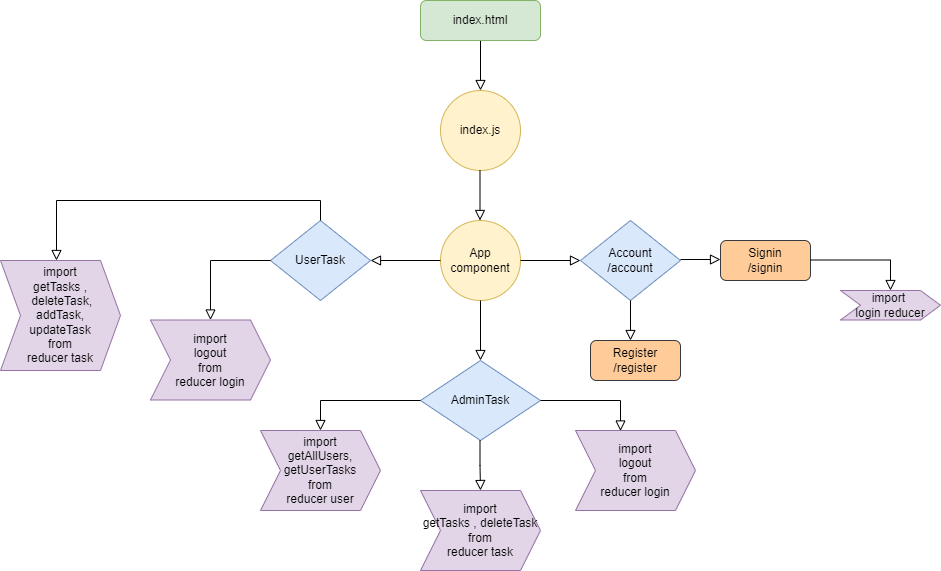 index.html
index.js
App
component
UserTask
Account
/account
Signin
/signin
import
getTasks ,
deleteTask,
addTask,
updateTask
from
reducer task
import
logout
from
reducer login
import
login reducer
Register
/register
AdminTask
import
getAllUsers,
getUserTasks
from
reducer user
import
getTasks , deleteTask
from
reducer task
import
logout
from
reducer login